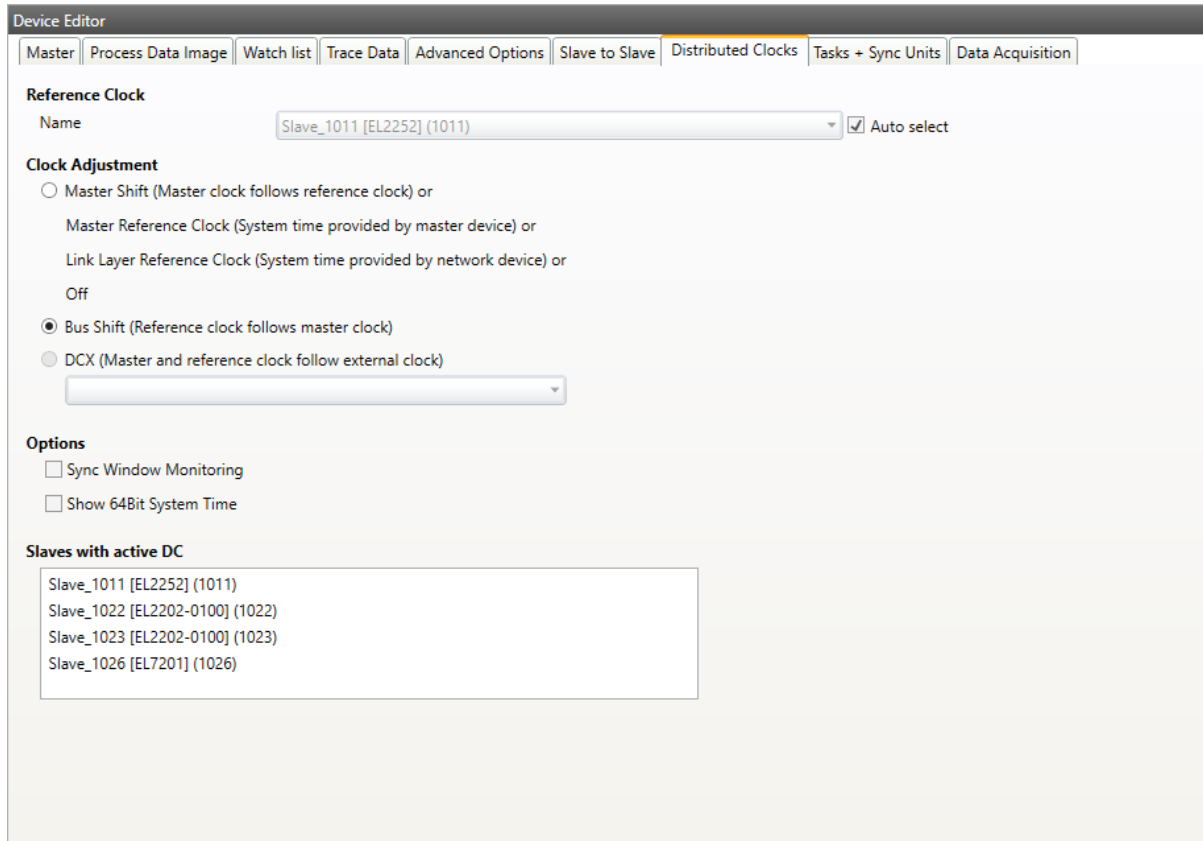 Device Editor
Master Process Data Image Watch list Trace Data Advanced Options Slave to Slave Distributed Clocks Tasks + Sync Units Data Acquisition
Reference Clock
Name Slave_1011 [EL2252] (1011) Auto select
Clock Adjustment
Master Shift (Master clock follows reference clock) or
Master Reference Clock (System time provided by master device) or
Link Layer Reference Clock (System time provided by network device) or
Off
Bus Shift (Reference clock follows master clock)
DCX (Master and reference clock follow external clock)
Options
Sync Window Monitoring
Show 64Bit System Time
Slaves with active DC
Slave_1011 [EL2252] (1011)
Slave_1022 [EL2202-0100] (1022)
Slave_1023 [EL2202-0100] (1023)
Slave_1026 [EL7201] (1026)